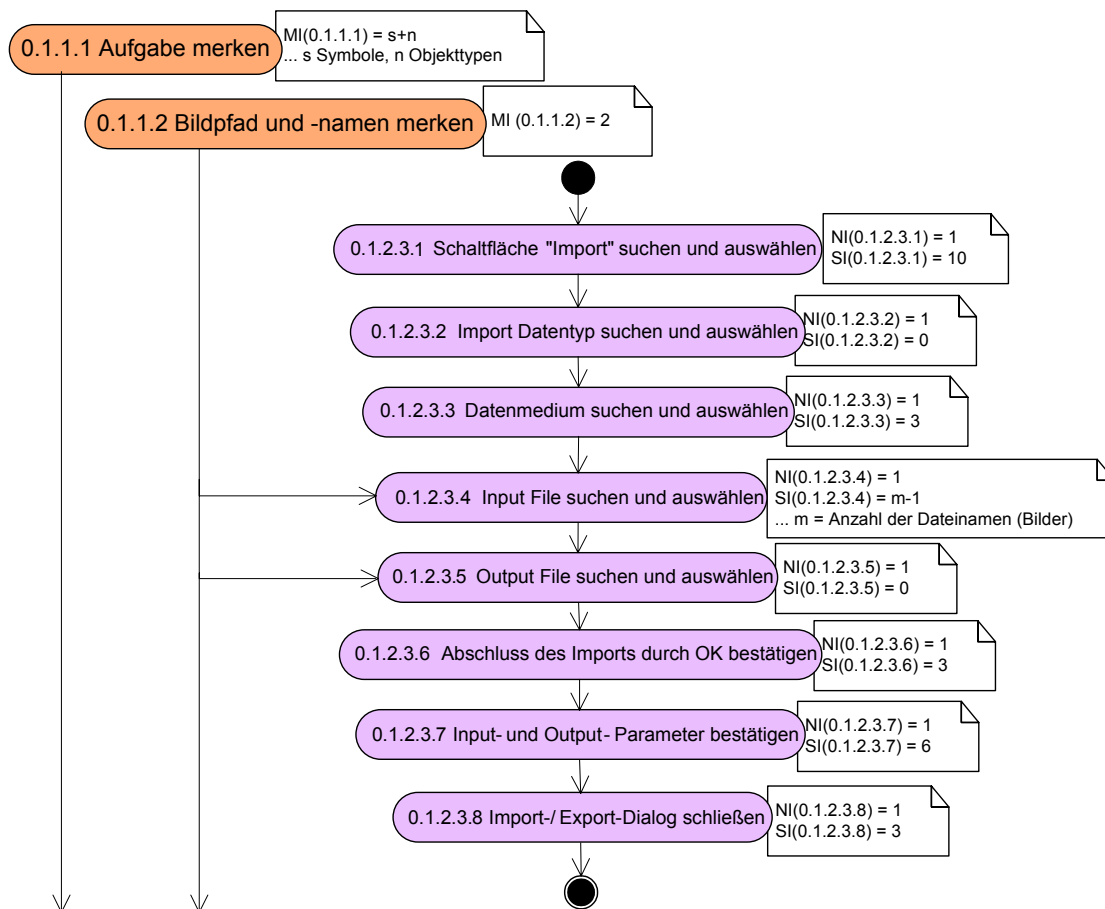 0.1.1.1 Aufgabe merken
MI(0.1.1.1) = s+n
... s Symbole, n Objekttypen
0.1.1.2 Bildpfad und -namen merken
MI (0.1.1.2) = 2
0.1.2.3.1 Schaltfläche "Import" suchen und auswählen
NI(0.1.2.3.1) = 1
SI(0.1.2.3.1) = 10
0.1.2.3.2 Import Datentyp suchen und auswählen
NI(0.1.2.3.2) = 1
SI(0.1.2.3.2) = 0
0.1.2.3.3 Datenmedium suchen und auswählen
NI(0.1.2.3.3) = 1
SI(0.1.2.3.3) = 3
0.1.2.3.4 Input File suchen und auswählen
NI(0.1.2.3.4) = 1
SI(0.1.2.3.4) = m-1
... m = Anzahl der Dateinamen (Bilder)
0.1.2.3.5 Output File suchen und auswählen
NI(0.1.2.3.5) = 1
SI(0.1.2.3.5) = 0
0.1.2.3.6 Abschluss des Imports durch OK bestätigen
NI(0.1.2.3.6) = 1
SI(0.1.2.3.6) = 3
0.1.2.3.7 Input- und Output- Parameter bestätigen
NI(0.1.2.3.7) = 1
SI(0.1.2.3.7) = 6
0.1.2.3.8 Import-/ Export-Dialog schließen
NI(0.1.2.3.8) = 1
SI(0.1.2.3.8) = 3